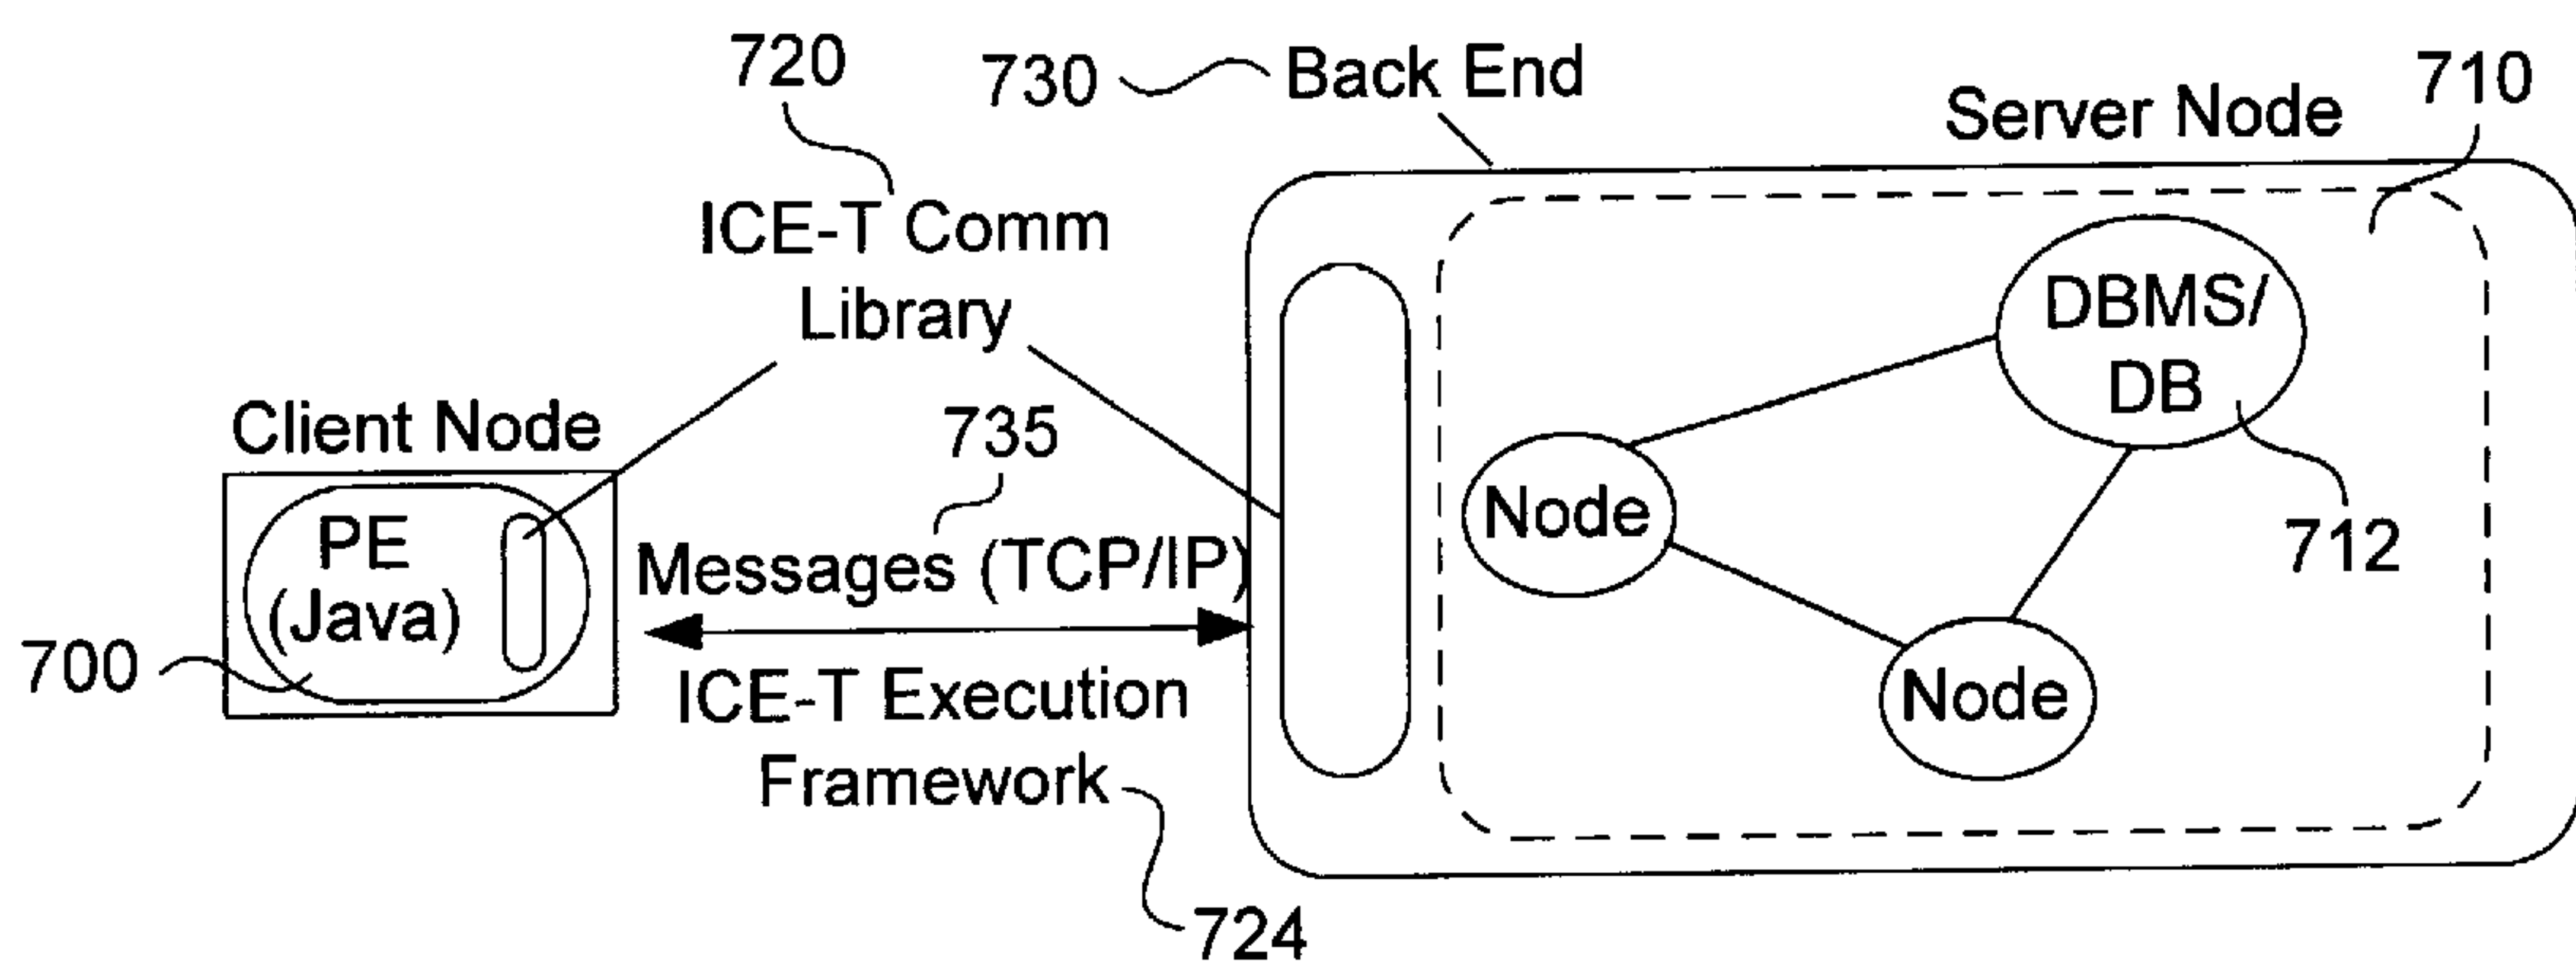 720
730
Back End
710
Server Node
ICE-T Comm
Library
DBMS/
DB
Client Node
735
Node
712
PE
(Java)
Messages (TCP/IP)
700
ICE-T Execution
Framework
Node
724